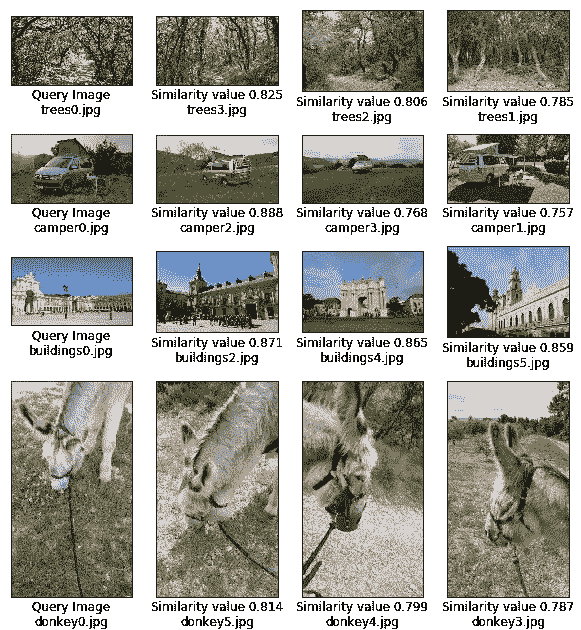 Query Image
trees0.jpg
Similarity value 0.825
trees3.jpg
Similarity value 0.806
trees2.jpg
Similarity value 0.785
trees1.jpg
Query Image
camper0.jpg
Similarity value 0.888
camper2.jpg
Similarity value 0.768
camper3.jpg
Similarity value 0.757
camper1.jpg
Query Image
buildings0.jpg
Similarity value 0.871
buildings2.jpg
Similarity value 0.865
buildings4.jpg
Similarity value 0.859
buildings5.jpg
Query Image
donkey0.jpg
Similarity value 0.814
donkey5.jpg
Similarity value 0.799
donkey4.jpg
Similarity value 0.787
donkey3.jpg